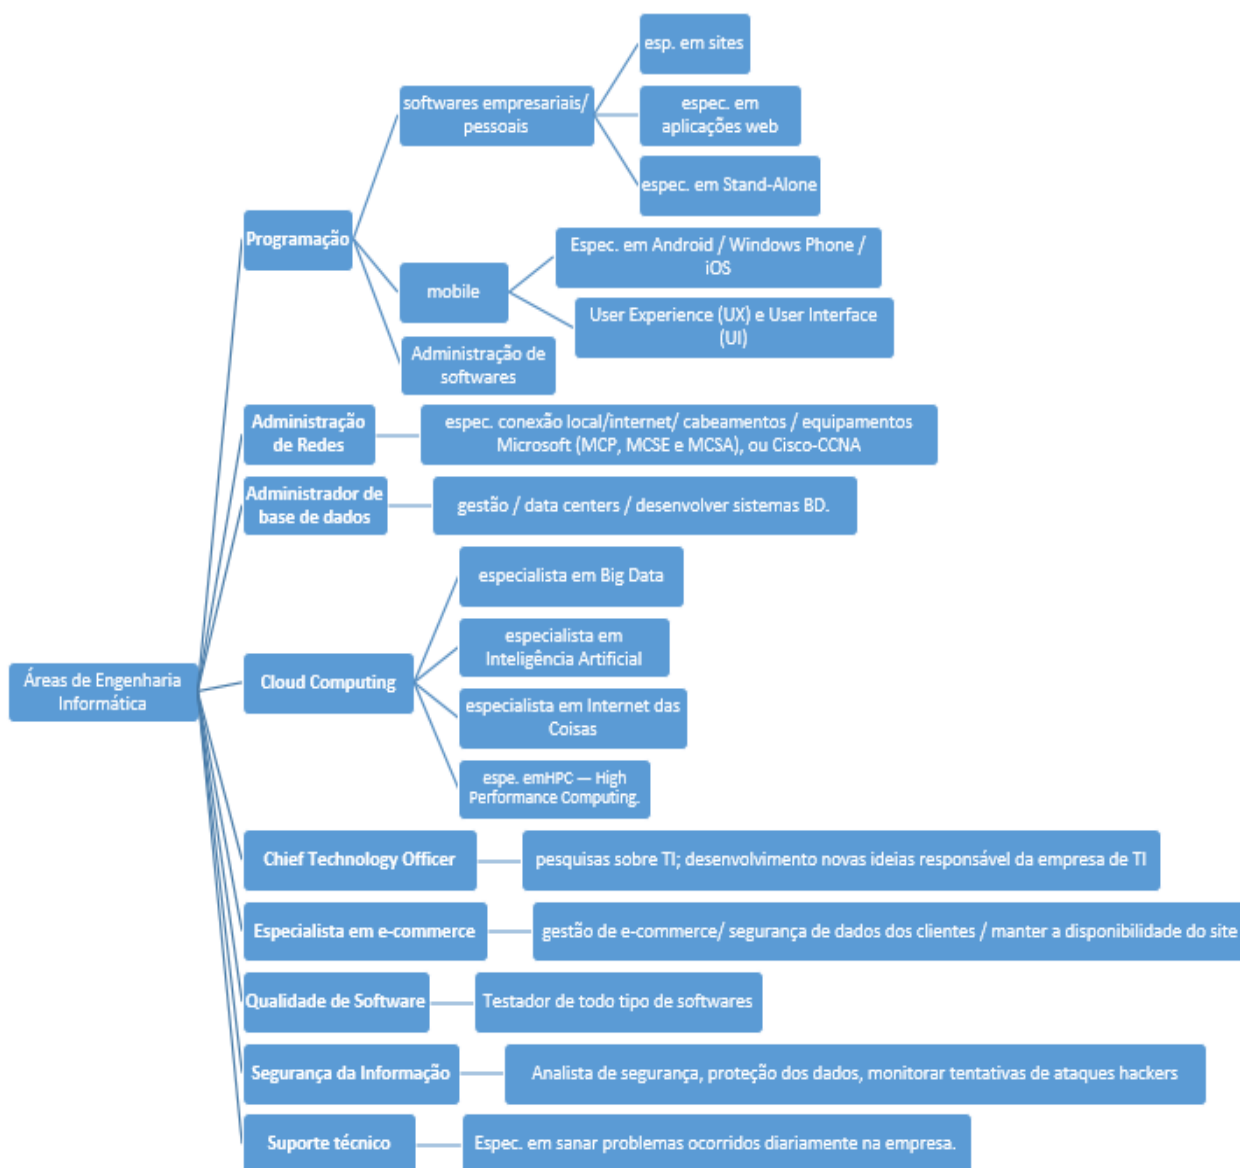 esp. em sites
softwares empresariais/
pessoais
espec. em
aplicações web
espec. em Stand-Alone
Programação
Espec. em Android / Windows Phone /
iOS
mobile
User Experience (UX) e User Interface
(UI)
Administração de
softwares
Administração
de Redes
espec. conexão local/internet/ cabeamentos / equipamentos
Microsoft (MCP, MCSE e MCSA), ou Cisco-CCNA
Administrador de
base de dados
gestão / data centers / desenvolver sistemas BD.
especialista em Big Data
especialista em
Inteligência Artificial
Áreas de Engenharia
Informática
Cloud Computing
especialista em Internet das
Coisas
espe. emHPC — High
Performance Computing.
Chief Technology Officer
pesquisas sobre TI; desenvolvimento novas ideias responsável da empresa de TI
Especialista em e-commerce
gestão de e-commerce/ segurança de dados dos clientes / manter a disponibilidade do site
Qualidade de Software
Testador de todo tipo de softwares
Segurança da Informação
Analista de segurança, proteção dos dados, monitorar tentativas de ataques hackers
Suporte técnico
Espec. em sanar problemas ocorridos diariamente na empresa.